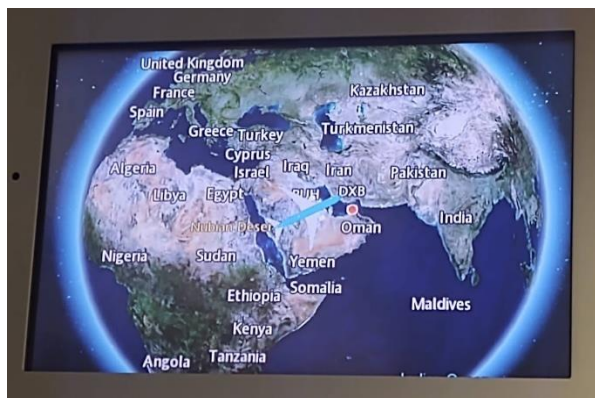 United Kingdom
Germany
France
Kazakhstan
Spain
Greece
Turkey
Turkmenistan
Cyprus
Algeria
Israel
Iraq
Iran
Pakistan
Libya
Egypt
DXB
India
Nubian Deser
Oman
Nigeria
Sudan
Yemen
Ethiopia
Somalia
Maldives
Kenya
Angola
Tanzania